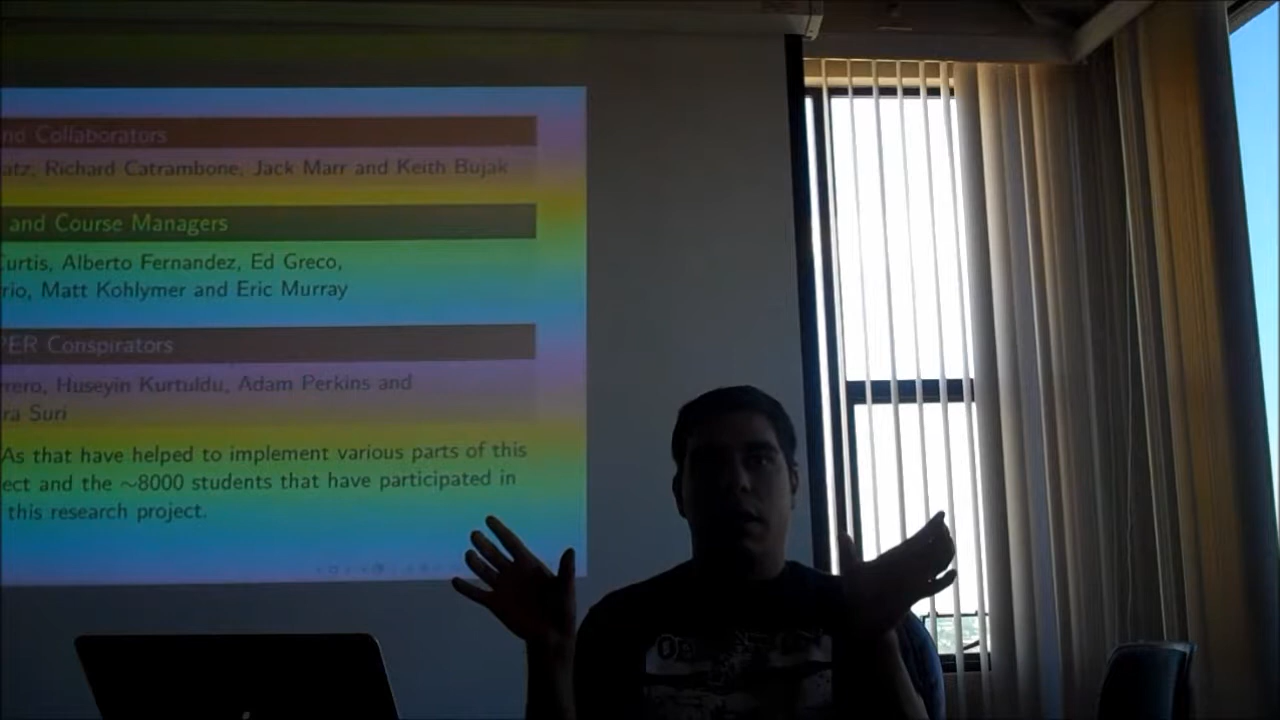 nd Collaborators
atz, Richard Catrambone, Jack Marr and Keith Bujak
and Course Managers
Curtis, Alberto Fernandez, Ed Greco,
rio, Matt Kohlymer and Eric Murray
PER Conspirators
rrero, Huseyin Kurtuldu, Adam Perkins and
ra Suri
As that have helped to implement various parts of this
ect and the ~8000 students that have participated in
this research project.